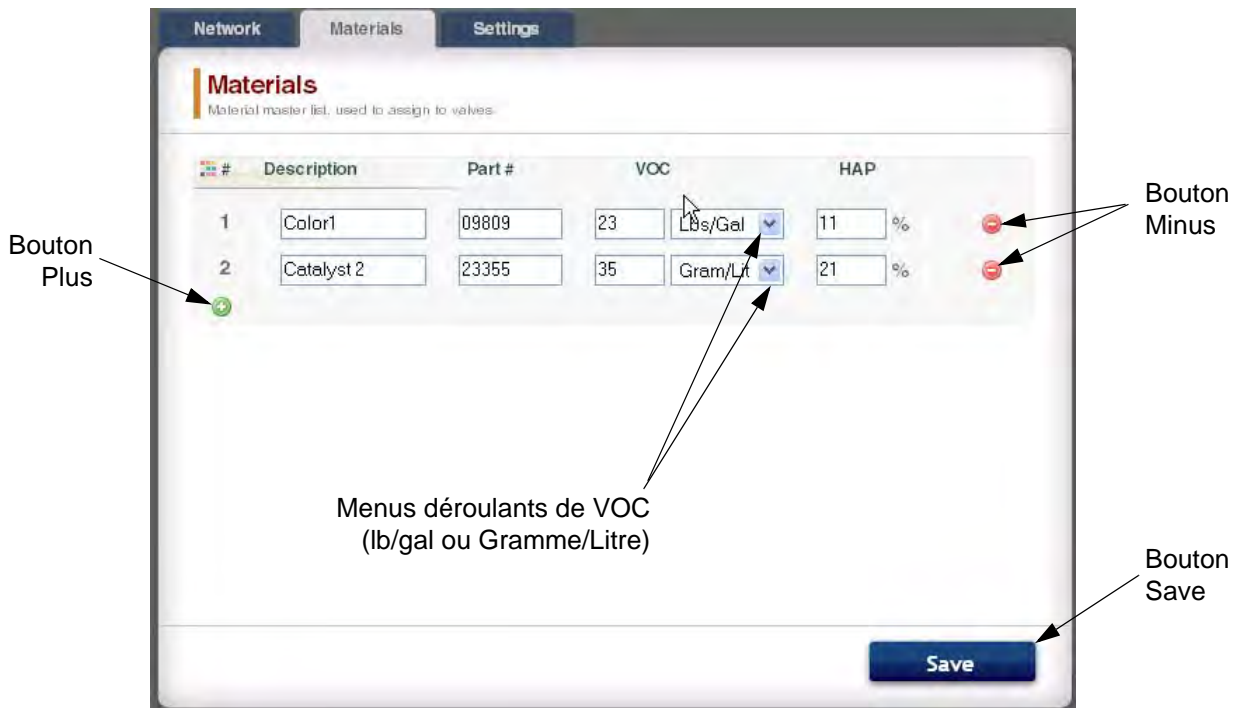 Network Materials Settings
Materials
Material master list, used to assign to valves.
# Description Part # VOC HAP
1 Color1 09809 23 Lbs/Gal 11 %
2 Catalyst 2 23355 35 Gram/Lit 21 %
Bouton
Minus
Bouton
Plus
Menus déroulants de VOC
(lb/gal ou Gramme/Litre)
Bouton
Save
Save